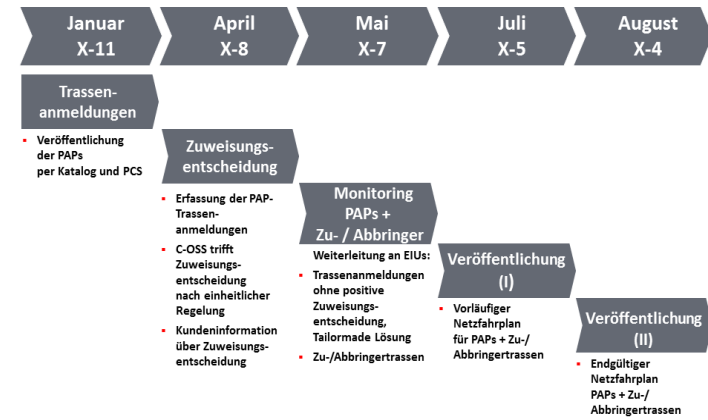 Januar
X-11
April
X-8
Mai
X-7
Juli
X-5
August
X-4
Trassen-
anmeldungen
▪ Veröffentlichung
der PAPs
per Katalog und PCS
Zuweisungs-
entscheidung
▪ Erfassung der PAP-
Trassen-
anmeldungen
▪ C-OSS trifft
Zuweisungs-
entscheidung
nach einheitlicher
Regelung
▪ Kundeninformation
über Zuweisungs-
entscheidung
Monitoring
PAPs +
Zu- / Abbringer
Weiterleitung an EIUs:
▪ Trassenanmeldungen
ohne positive
Zuweisungs-
entscheidung,
Tailormade Lösung
▪ Zu-/Abbringertrassen
Veröffentlichung
(I)
▪ Vorläufiger
Netzfahrplan
für PAPs + Zu-/
Abbringertrassen
Veröffentlichung
(II)
▪ Endgültiger
Netzfahrplan
PAPs + Zu-/
Abbringertrassen